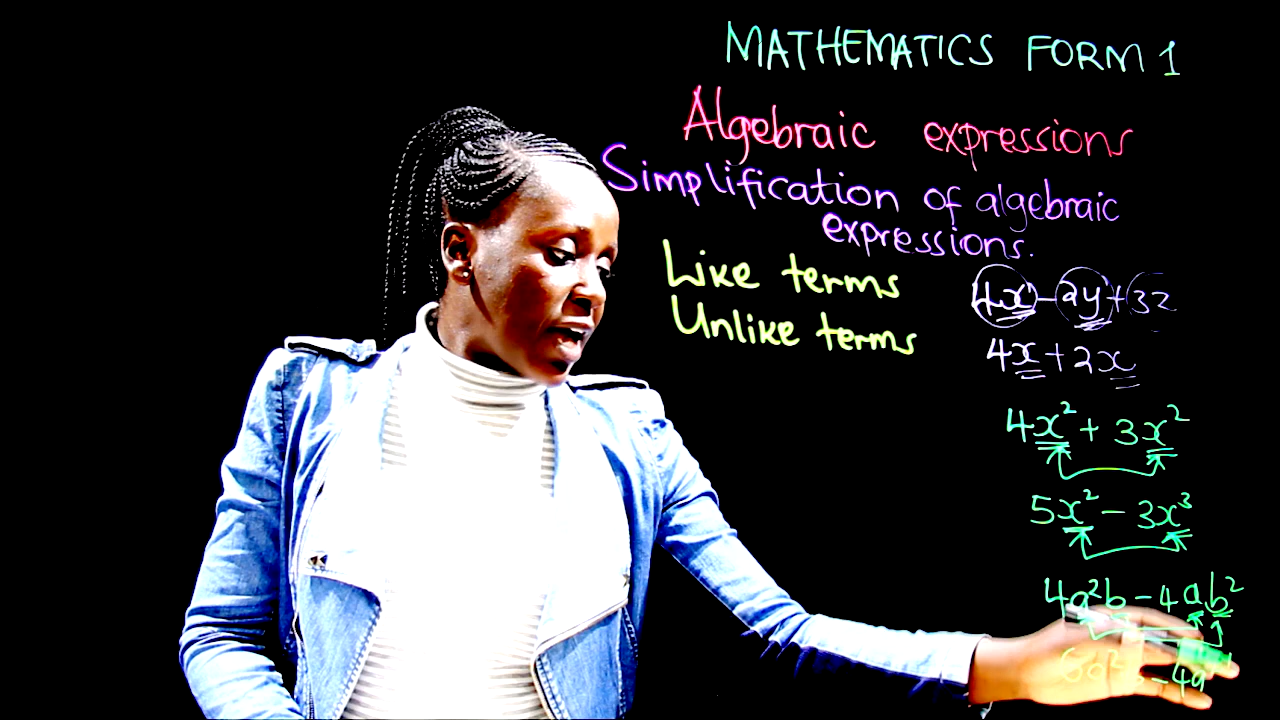 MATHEMATICS FORM 1
Algebraic expressions
Simplification of algebraic
expressions.
Like terms
Unlike terms
4x - 2y + 3z
4x + 2x
4x² + 3x²
5x² - 3x³
4a²b - 4ab²